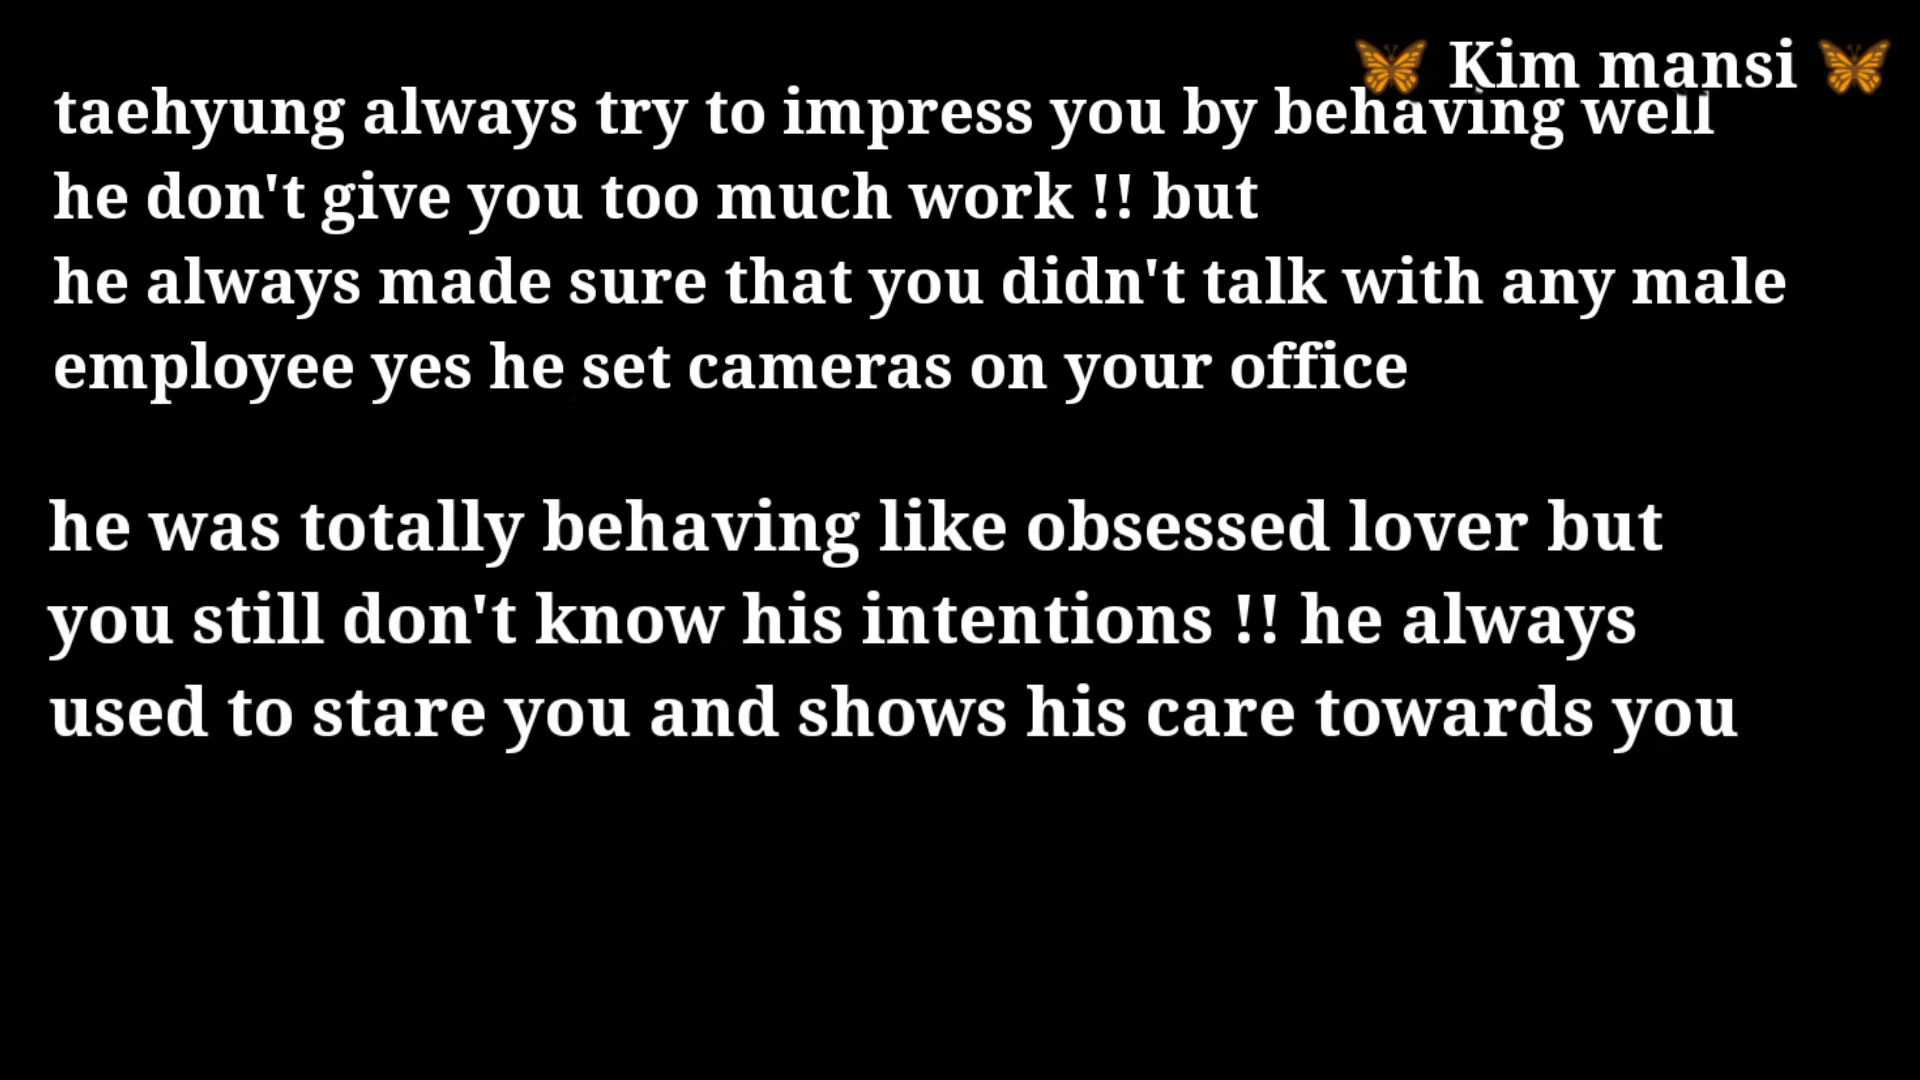 🦋 Kim mansi 🦋
taehyung always try to impress you by behaving well
he don't give you too much work !! but
he always made sure that you didn't talk with any male
employee yes he set cameras on your office
he was totally behaving like obsessed lover but
you still don't know his intentions !! he always
used to stare you and shows his care towards you